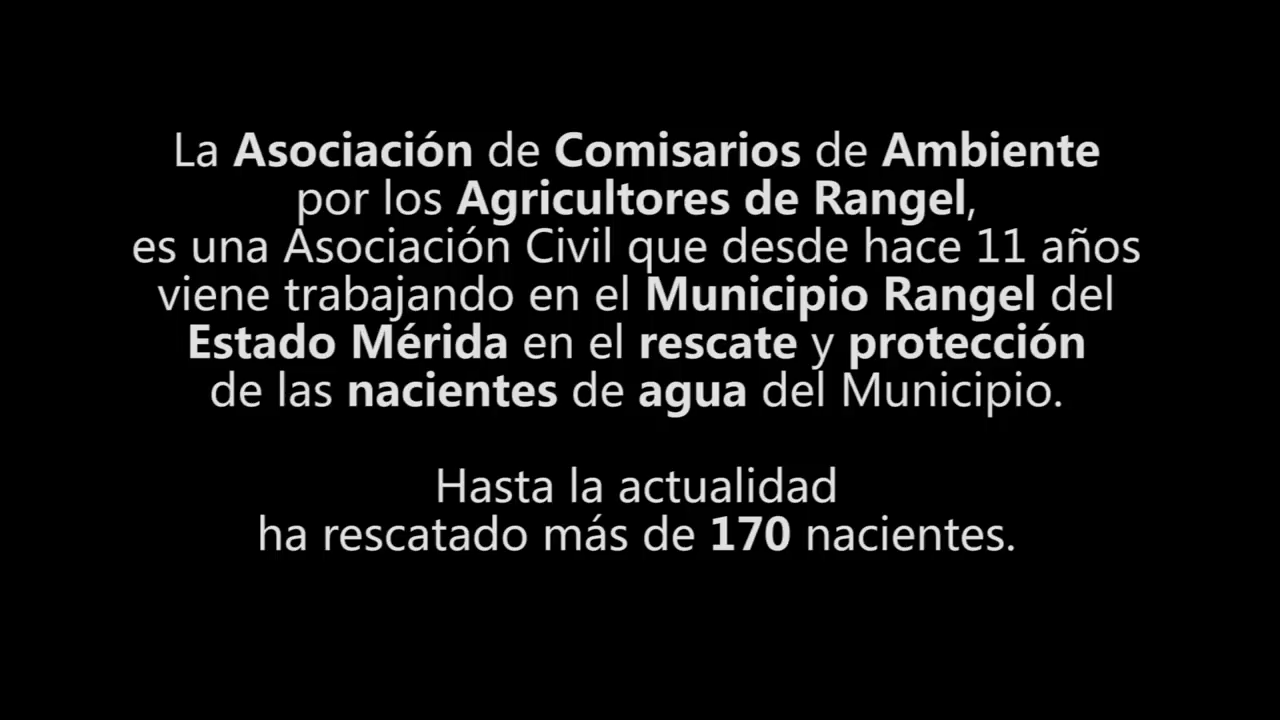 La Asociación de Comisarios de Ambiente
por los Agricultores de Rangel,
es una Asociación Civil que desde hace 11 años
viene trabajando en el Municipio Rangel del
Estado Mérida en el rescate y protección
de las nacientes de agua del Municipio.
Hasta la actualidad
ha rescatado más de 170 nacientes.